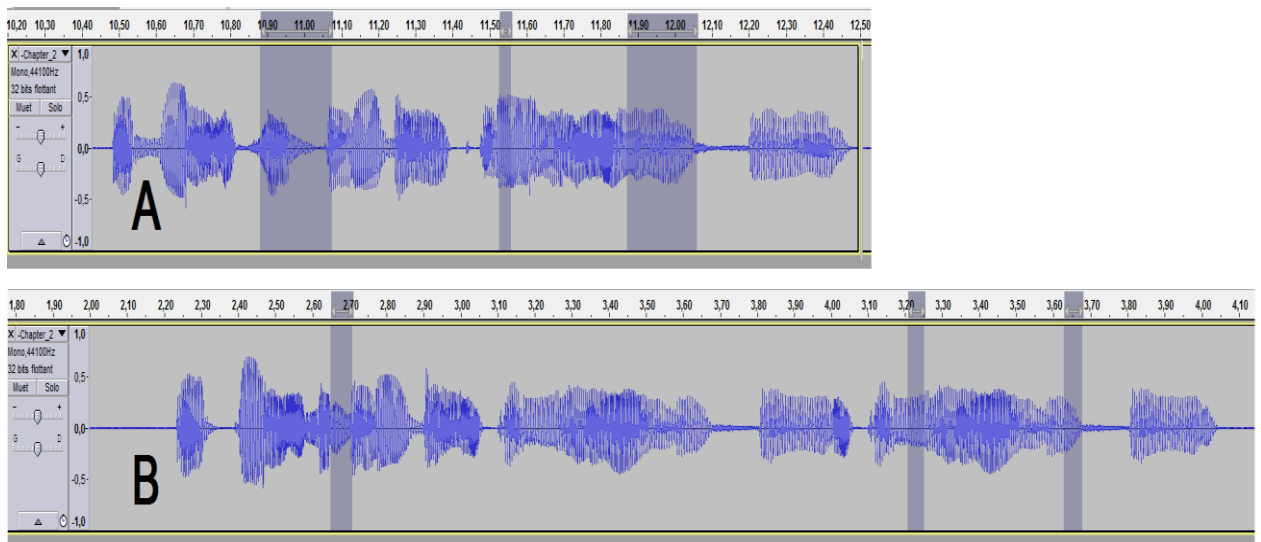 10,20 10,30 10,40 10,50 10,60 10,70 10,80 10,90 11,00 11,10 11,20 11,30 11,40 11,50 11,60 11,70 11,80 11,90 12,00 12,10 12,20 12,30 12,40 12,50
X -Chapter_2 ▼ 1,0
Mono,44100Hz
32 bits flottant
Muet Solo 0,5-
- +
0,0-
G D
A
-0,5-
-1,0
1,80 1,90 2,00 2,10 2,20 2,30 2,40 2,50 2,60 2,70 2,80 2,90 3,00 3,10 3,20 3,30 3,40 3,50 3,60 3,70 3,80 3,90 4,00 3,10 3,20 3,30 3,40 3,50 3,60 3,70 3,80 3,90 4,00 4,10
X -Chapter_2 ▼ 1,0
Mono,44100Hz
32 bits flottant
Muet Solo 0,5-
- +
0,0-
G D
B
-0,5-
-1,0